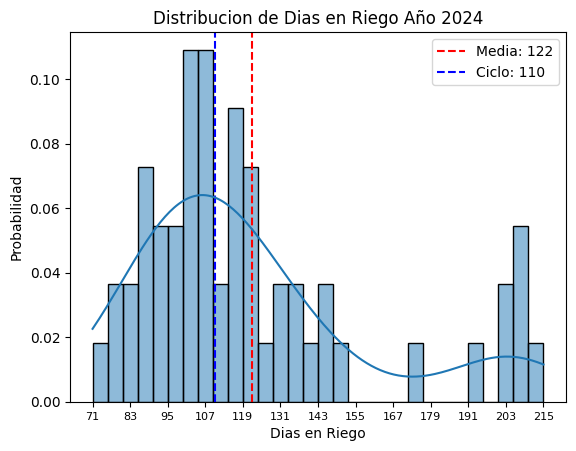 Distribucion de Dias en Riego Año 2024
Media: 122
Ciclo: 110
Probabilidad
0.10
0.08
0.06
0.04
0.02
0.00
71 83 95 107 119 131 143 155 167 179 191 203 215
Dias en Riego